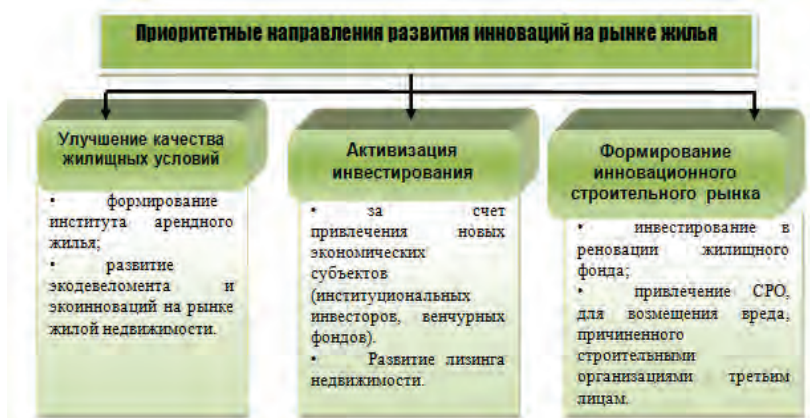 Приоритетные направления развития инноваций на рынке жилья
Улучшение качества
жилищных условий
• формирование
института арендного
жилья;
• развитие
экодевеломента и
экоинноваций на рынке
жилой недвижимости.
Активизация
инвестирования
• за счет
привлечения новых
экономических
субъектов
(институциональных
инвесторов, венчурных
фондов).
• Развитие лизинга
недвижимости.
Формирование
инновационного
строительного рынка
• инвестирование в
реновации жилищного
фонда;
• привлечение СРО,
для возмещения вреда,
причиненного
строительными
организациями третьим
лицам.